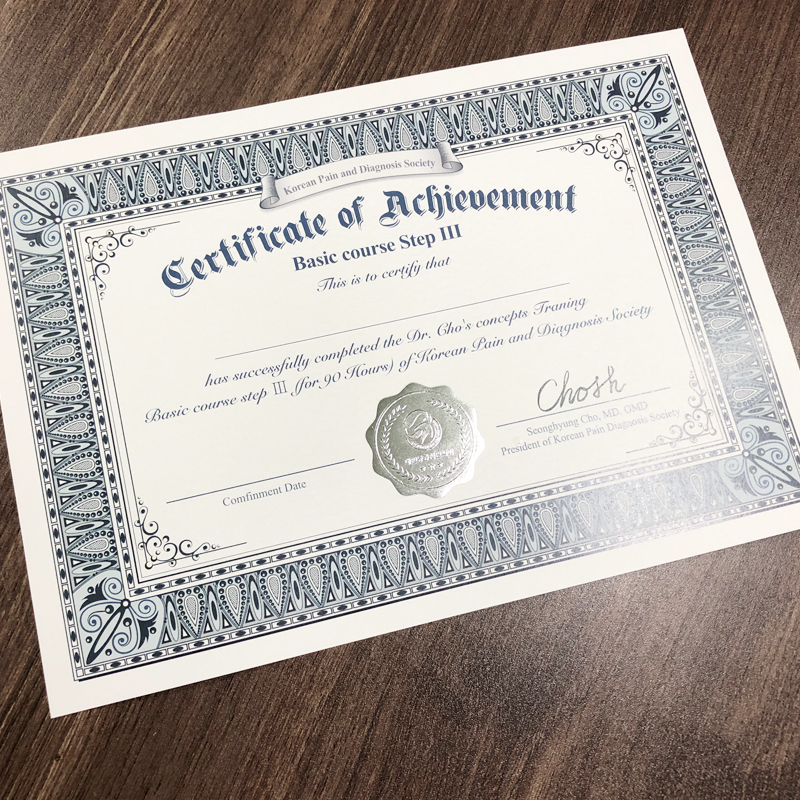 Korean Pain and Diagnosis Society
Certificate of Achievement
Basic course Step III
This is to certify that
has successfully completed the Dr. Cho's concepts Traning
Basic course step Ⅲ (for 90 Hours) of Korean Pain and Diagnosis Society
Chosh
Seonghyung Cho, MD, OMD
President of Korean Pain Diagnosis Society
Comfinment Date